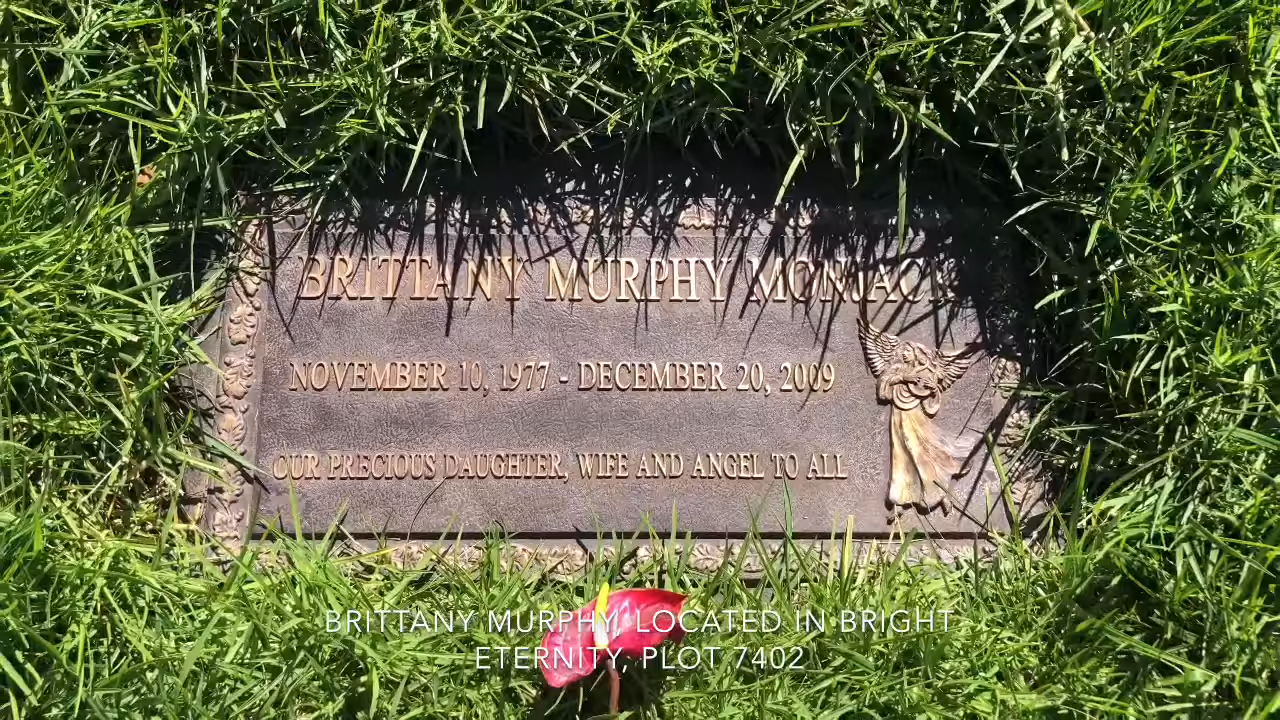 BRITTANY MURPHY MONJACK
NOVEMBER 10, 1977 - DECEMBER 20, 2009
OUR PRECIOUS DAUGHTER, WIFE AND ANGEL TO ALL
BRITTANY MURPHY, LOCATED IN BRIGHT
ETERNITY, PLOT 7402